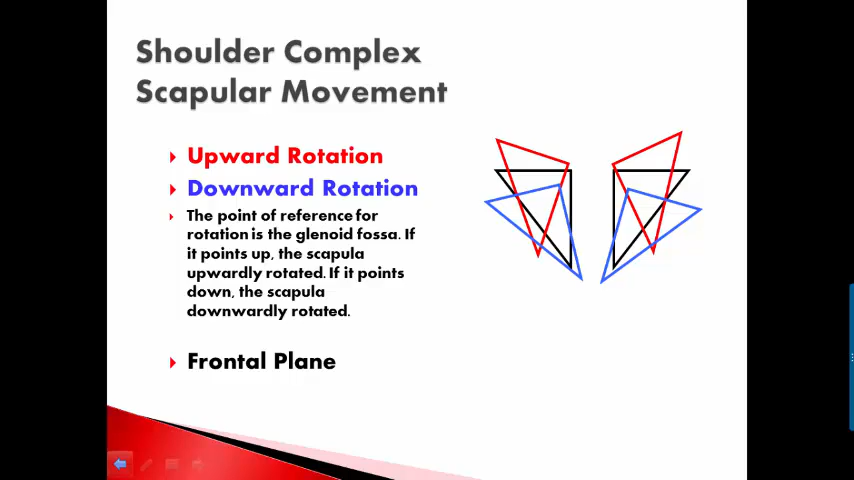 Shoulder Complex
Scapular Movement
Upward Rotation
Downward Rotation
The point of reference for
rotation is the glenoid fossa. If
it points up, the scapula
upwardly rotated. If it points
down, the scapula
downwardly rotated.
Frontal Plane